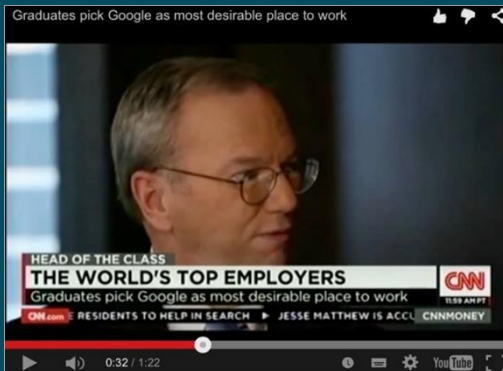 Graduates pick Google as most desirable place to work
HEAD OF THE CLASS
THE WORLD'S TOP EMPLOYERS
Graduates pick Google as most desirable place to work
CNN
11:59 AM PT
CNN.com E RESIDENTS TO HELP IN SEARCH ▶ JESSE MATTHEW IS ACCL CNNMONEY
0:32 / 1:22 YouTube